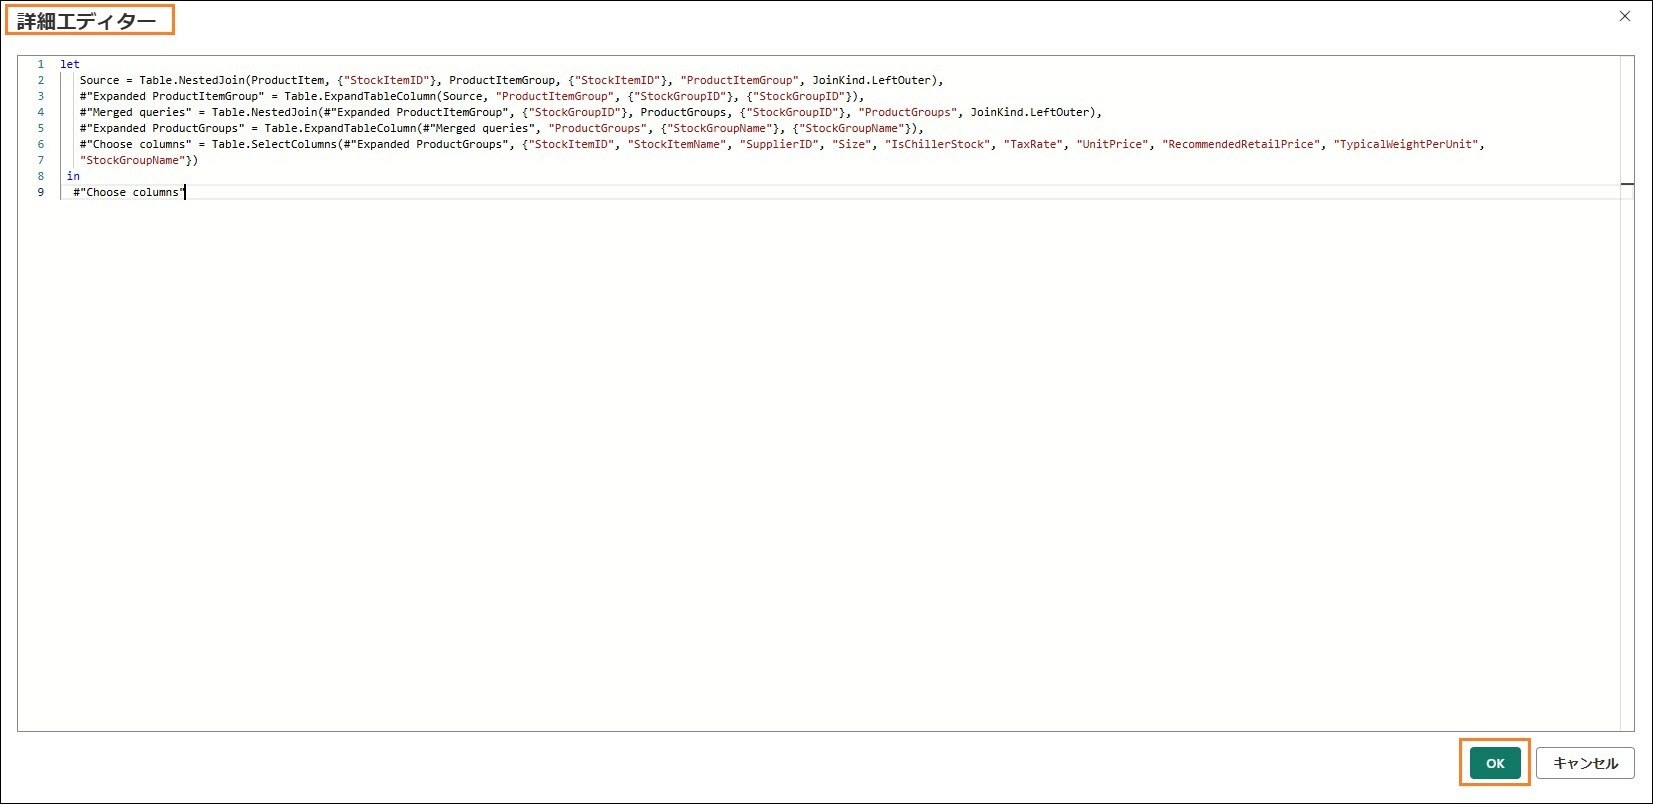 詳細エディター
1 let
2 Source = Table.NestedJoin(ProductItem, {"StockItemID"}, ProductItemGroup, {"StockItemID"}, "ProductItemGroup", JoinKind.LeftOuter),
3 #"Expanded ProductItemGroup" = Table.ExpandTableColumn(Source, "ProductItemGroup", {"StockGroupID"}, {"StockGroupID"}),
4 #"Merged queries" = Table.NestedJoin(#"Expanded ProductItemGroup", {"StockGroupID"}, ProductGroups, {"StockGroupID"}, "ProductGroups", JoinKind.LeftOuter),
5 #"Expanded ProductGroups" = Table.ExpandTableColumn(#"Merged queries", "ProductGroups", {"StockGroupName"}, {"StockGroupName"}),
6 #"Choose columns" = Table.SelectColumns(#"Expanded ProductGroups", {"StockItemID", "StockItemName", "SupplierID", "Size", "IsChillerStock", "TaxRate", "UnitPrice", "RecommendedRetailPrice", "TypicalWeightPerUnit",
7 "StockGroupName"})
8 in
9 #"Choose columns"
OK キャンセル